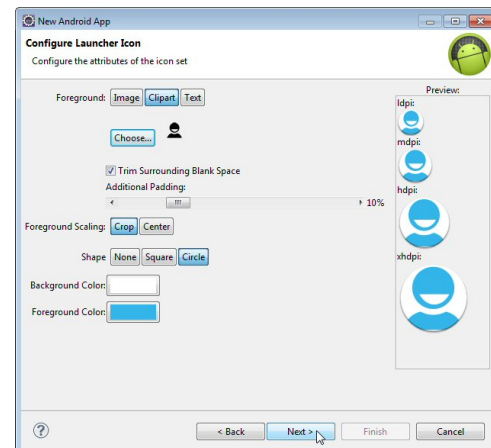 New Android App
Configure Launcher Icon
Configure the attributes of the icon set
Foreground: Image Clipart Text
Choose...
Trim Surrounding Blank Space
Additional Padding:
10%
Foreground Scaling: Crop Center
Shape None Square Circle
Background Color:
Foreground Color:
Preview:
ldpi:
mdpi:
hdpi:
xhdpi:
? < Back Next > Finish Cancel